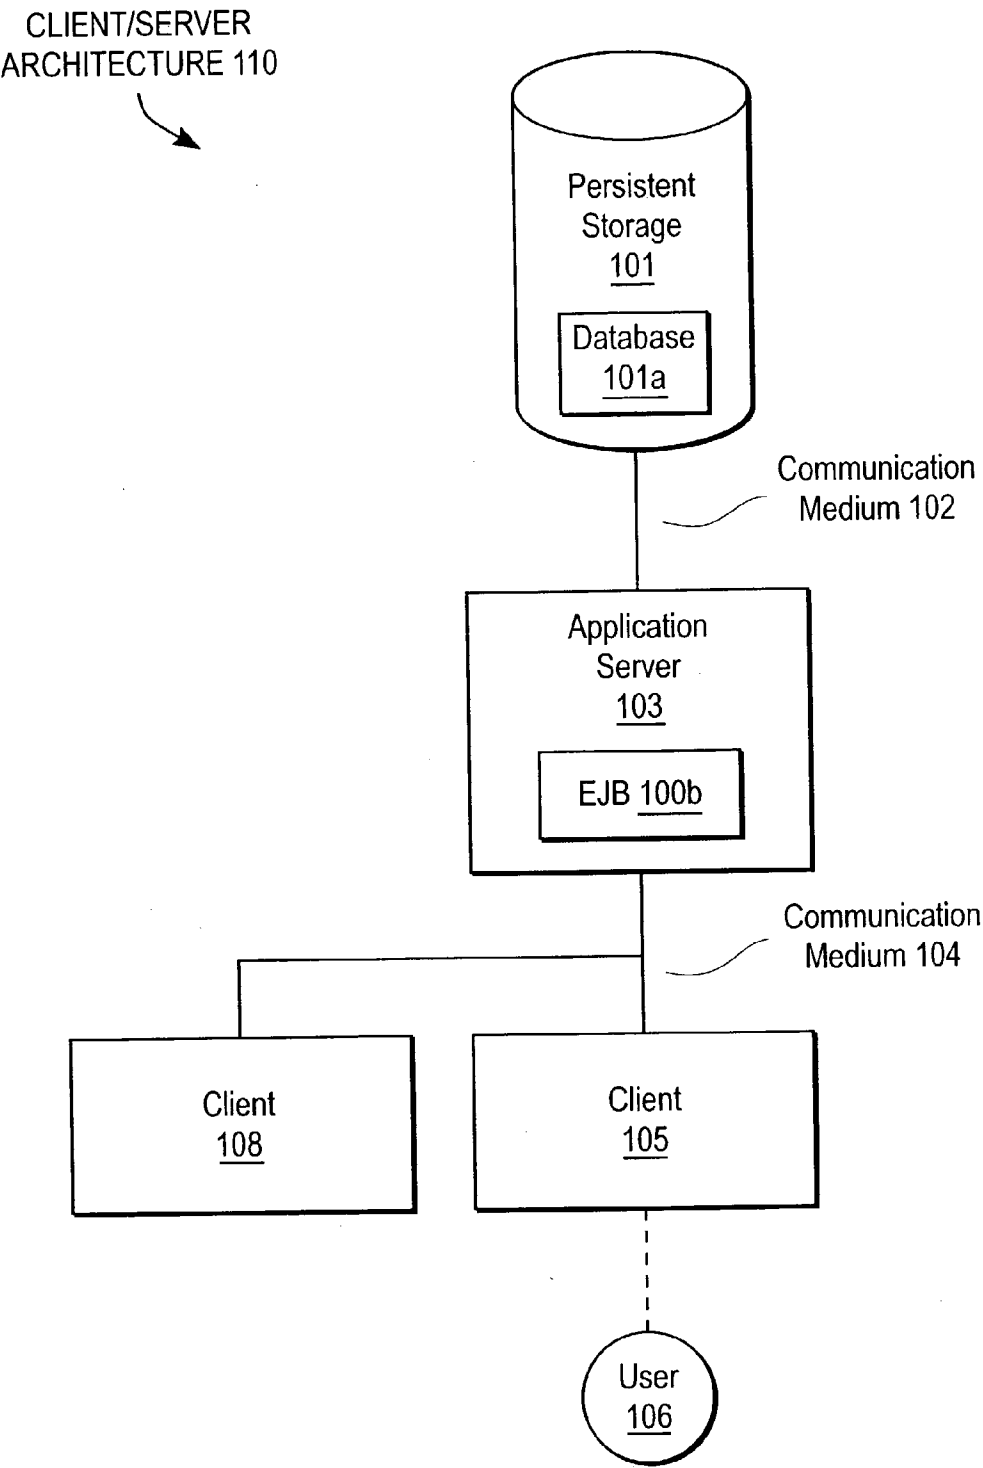 CLIENT/SERVER
ARCHITECTURE 110
Persistent
Storage
101
Database
101a
Communication
Medium 102
Application
Server
103
EJB 100b
Communication
Medium 104
Client
108
Client
105
User
106